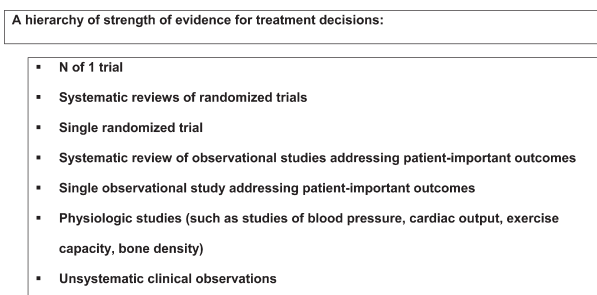 A hierarchy of strength of evidence for treatment decisions:
▪ N of 1 trial
▪ Systematic reviews of randomized trials
▪ Single randomized trial
▪ Systematic review of observational studies addressing patient-important outcomes
▪ Single observational study addressing patient-important outcomes
▪ Physiologic studies (such as studies of blood pressure, cardiac output, exercise
capacity, bone density)
▪ Unsystematic clinical observations